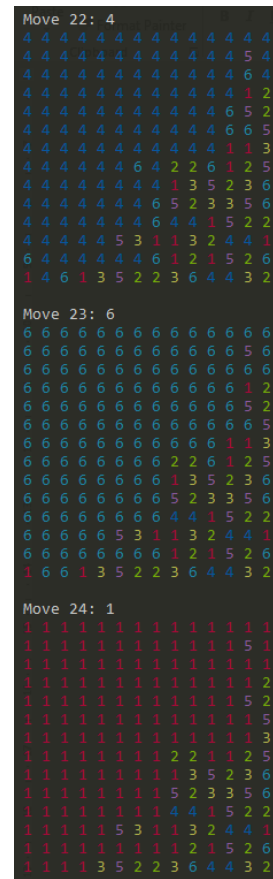 Move 22: 4
4 4 4 4 4 4 4 4 4 4 4 4 4 4
4 4 4 4 4 4 4 4 4 4 4 4 5 4
4 4 4 4 4 4 4 4 4 4 4 4 6 4
4 4 4 4 4 4 4 4 4 4 4 4 1 2
4 4 4 4 4 4 4 4 4 4 4 6 5 2
4 4 4 4 4 4 4 4 4 4 4 6 6 5
4 4 4 4 4 4 4 4 4 4 4 1 1 3
4 4 4 4 4 4 6 4 2 2 6 1 2 5
4 4 4 4 4 4 4 4 1 3 5 2 3 6
4 4 4 4 4 4 4 6 5 2 3 3 5 6
4 4 4 4 4 4 4 6 4 4 1 5 2 2
4 4 4 4 4 5 3 1 1 3 2 4 4 1
6 4 4 4 4 4 4 6 1 2 1 5 2 6
1 4 6 1 3 5 2 2 3 6 4 4 3 2
Move 23: 6
6 6 6 6 6 6 6 6 6 6 6 6 6 6
6 6 6 6 6 6 6 6 6 6 6 6 5 6
6 6 6 6 6 6 6 6 6 6 6 6 6 6
6 6 6 6 6 6 6 6 6 6 6 6 1 2
6 6 6 6 6 6 6 6 6 6 6 6 5 2
6 6 6 6 6 6 6 6 6 6 6 6 6 5
6 6 6 6 6 6 6 6 6 6 6 1 1 3
6 6 6 6 6 6 6 6 2 2 6 1 2 5
6 6 6 6 6 6 6 6 1 3 5 2 3 6
6 6 6 6 6 6 6 6 5 2 3 3 5 6
6 6 6 6 6 6 6 6 4 4 1 5 2 2
6 6 6 6 6 5 3 1 1 3 2 4 4 1
6 6 6 6 6 6 6 6 1 2 1 5 2 6
1 6 6 1 3 5 2 2 3 6 4 4 3 2
Move 24: 1
1 1 1 1 1 1 1 1 1 1 1 1 1 1
1 1 1 1 1 1 1 1 1 1 1 1 5 1
1 1 1 1 1 1 1 1 1 1 1 1 1 1
1 1 1 1 1 1 1 1 1 1 1 1 1 2
1 1 1 1 1 1 1 1 1 1 1 1 5 2
1 1 1 1 1 1 1 1 1 1 1 1 1 5
1 1 1 1 1 1 1 1 1 1 1 1 1 3
1 1 1 1 1 1 1 1 2 2 1 1 2 5
1 1 1 1 1 1 1 1 1 3 5 2 3 6
1 1 1 1 1 1 1 1 5 2 3 3 5 6
1 1 1 1 1 1 1 1 4 4 1 5 2 2
1 1 1 1 1 5 3 1 1 3 2 4 4 1
1 1 1 1 1 1 1 1 1 2 1 5 2 6
1 1 1 1 3 5 2 2 3 6 4 4 3 2